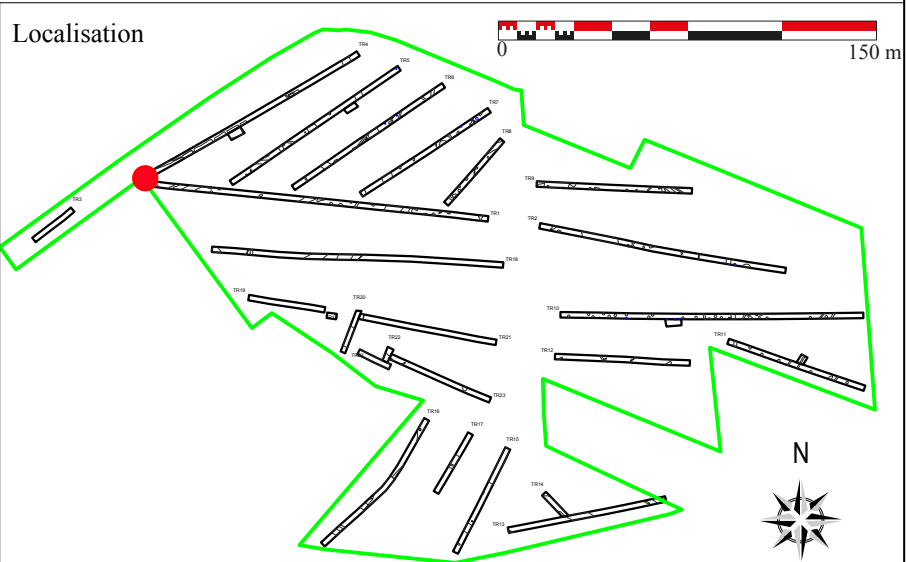 Localisation
0
150 m
TR4
TR5
TR6
TR7
TR8
TR9
TR3
TR1
TR2
TR18
TR19
TR20
TR10
TR21
TR22
TR11
TR12
TR23
TR16
TR17
TR15
TR14
TR13
N